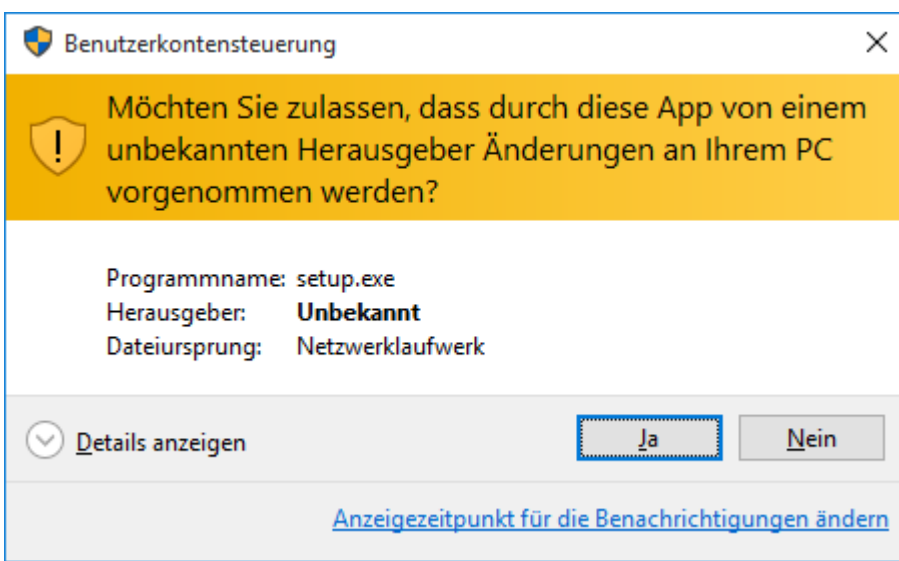 Benutzerkontensteuerung
Möchten Sie zulassen, dass durch diese App von einem
unbekannten Herausgeber Änderungen an Ihrem PC
vorgenommen werden?
Programmname: setup.exe
Herausgeber: Unbekannt
Dateiursprung: Netzwerklaufwerk
Details anzeigen
Ja
Nein
Anzeigezeitpunkt für die Benachrichtigungen ändern